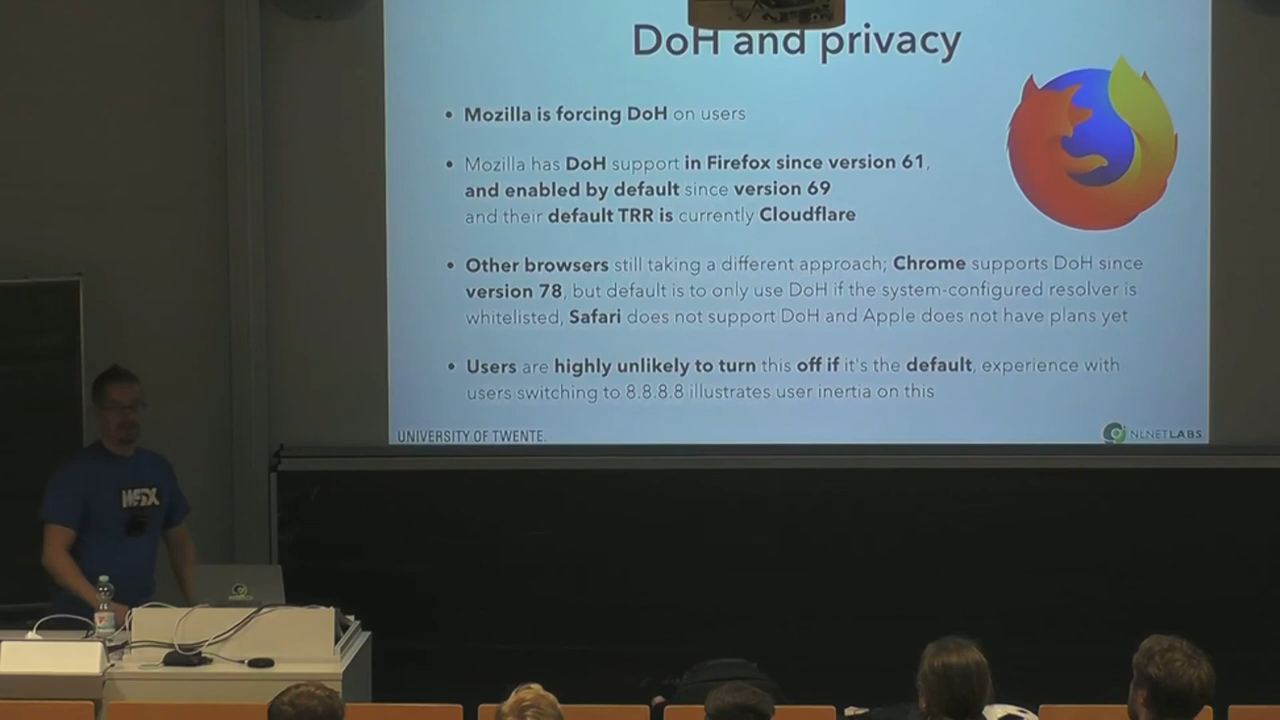 DoH and privacy
• Mozilla is forcing DoH on users
• Mozilla has DoH support in Firefox since version 61,
and enabled by default since version 69
and their default TRR is currently Cloudflare
• Other browsers still taking a different approach; Chrome supports DoH since
version 78, but default is to only use DoH if the system-configured resolver is
whitelisted, Safari does not support DoH and Apple does not have plans yet
• Users are highly unlikely to turn this off if it's the default, experience with
users switching to 8.8.8.8 illustrates user inertia on this
UNIVERSITY OF TWENTE.
NLNETLABS
MSX